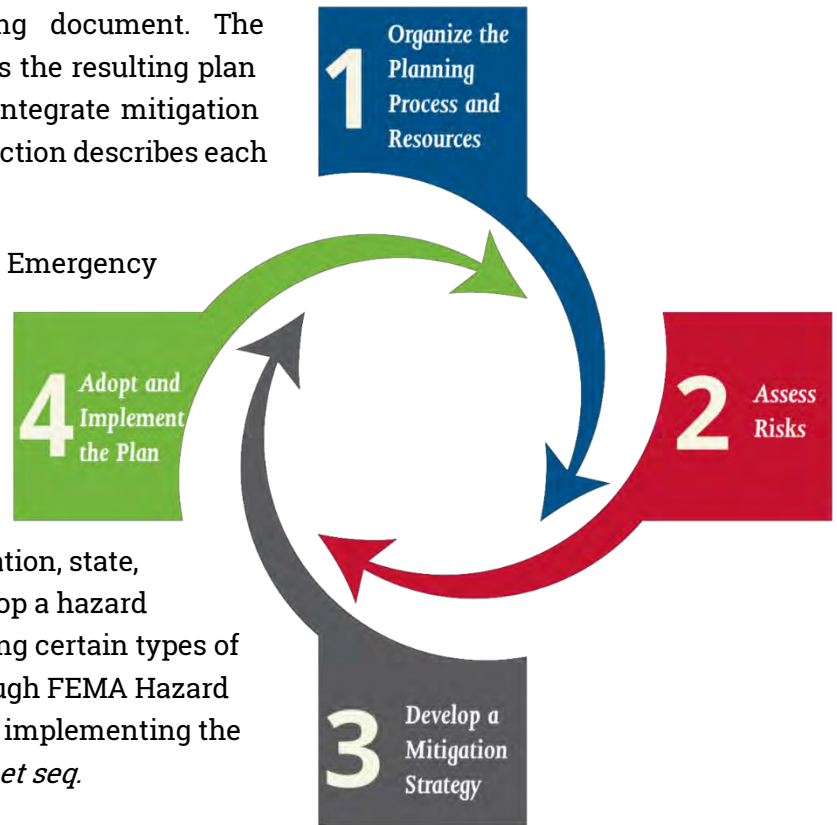 ng document. The
s the resulting plan
ntegrate mitigation
ction describes each
Emergency
ation, state,
op a hazard
ng certain types of
ugh FEMA Hazard
implementing the
et seq.
1
Organize the
Planning
Process and
Resources
2
Assess
Risks
3
Develop a
Mitigation
Strategy
4
Adopt and
Implement
the Plan